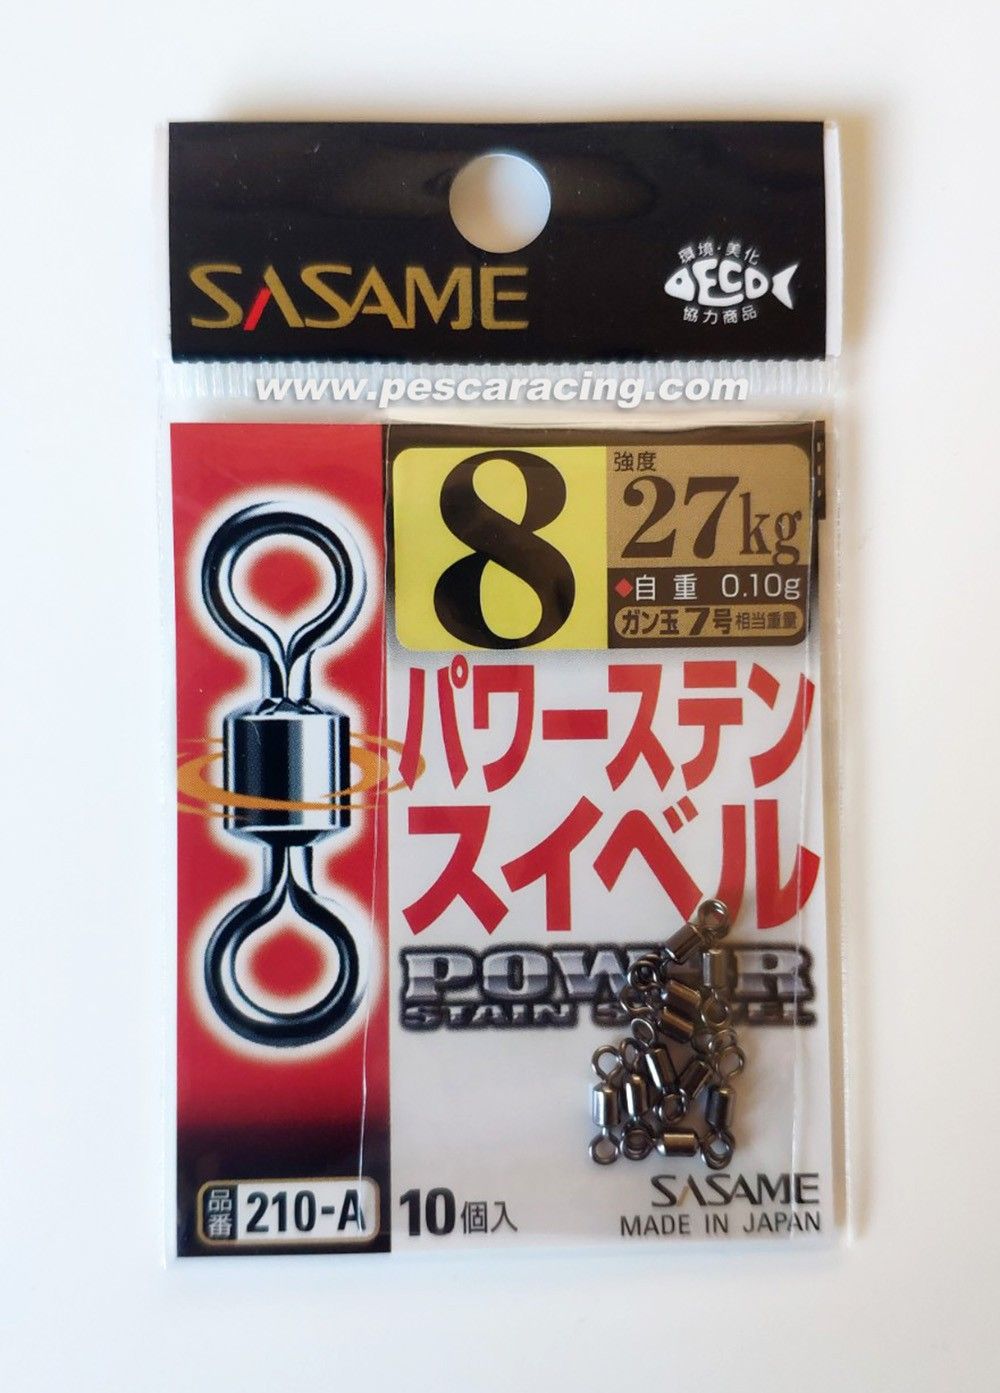 SASAME
環境・美化
DECO
協力商品
www.pescaracing.com
8
強度
27kg
◆自重 0.10g
ガン玉7号相当重量
パワーステン
スイベル
POWER
STAIN
品番
210-A
10個入
SASAME
MADE IN JAPAN